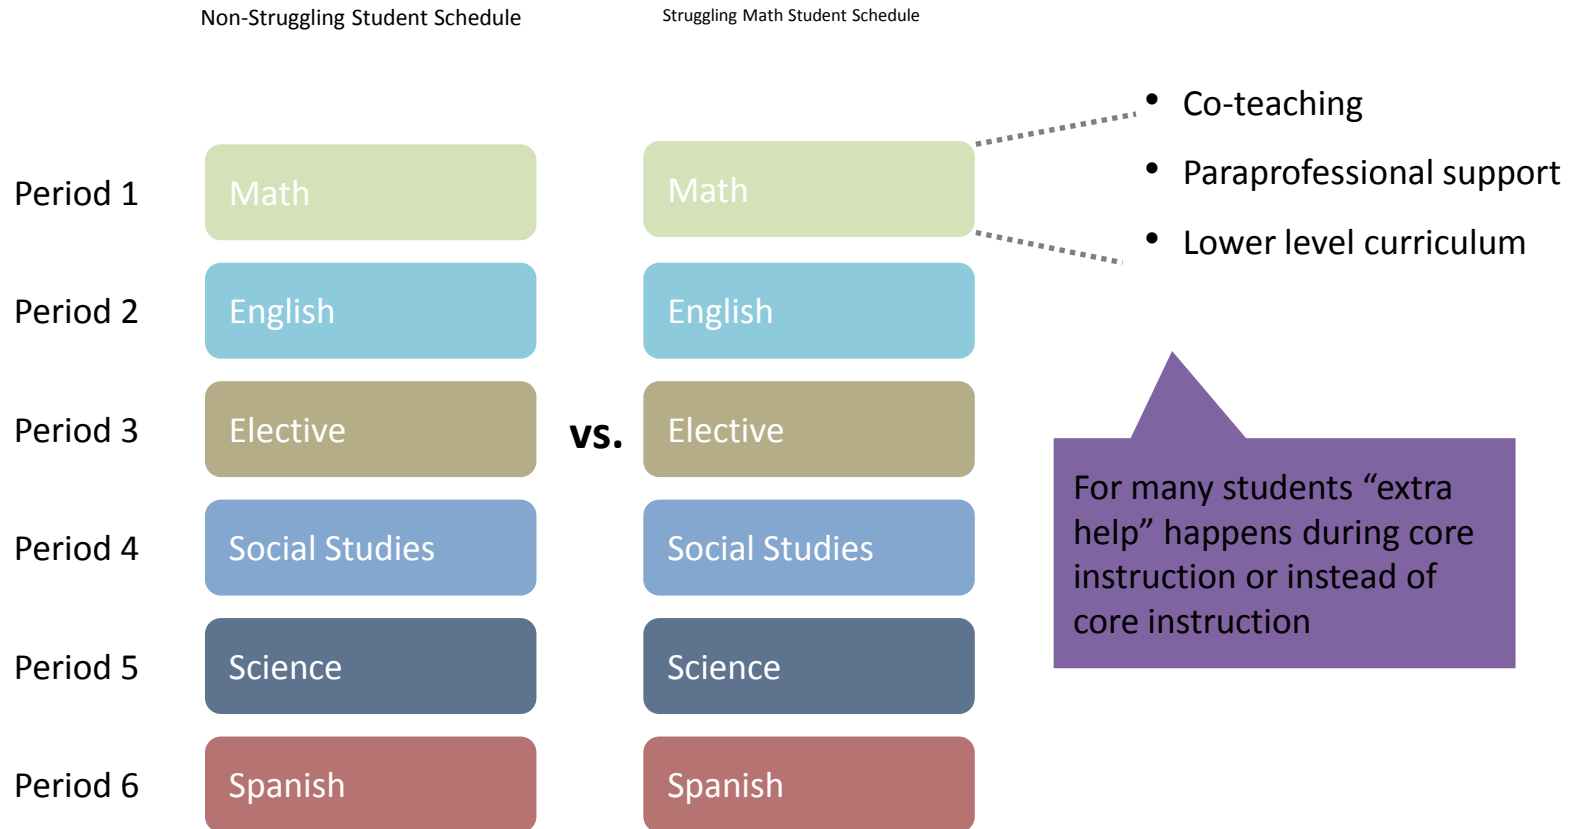 Non-Struggling Student Schedule
Struggling Math Student Schedule
Period 1
Math
Math
• Co-teaching
• Paraprofessional support
• Lower level curriculum
Period 2
English
English
Period 3
Elective
vs.
Elective
For many students “extra
help” happens during core
instruction or instead of
core instruction
Period 4
Social Studies
Social Studies
Period 5
Science
Science
Period 6
Spanish
Spanish